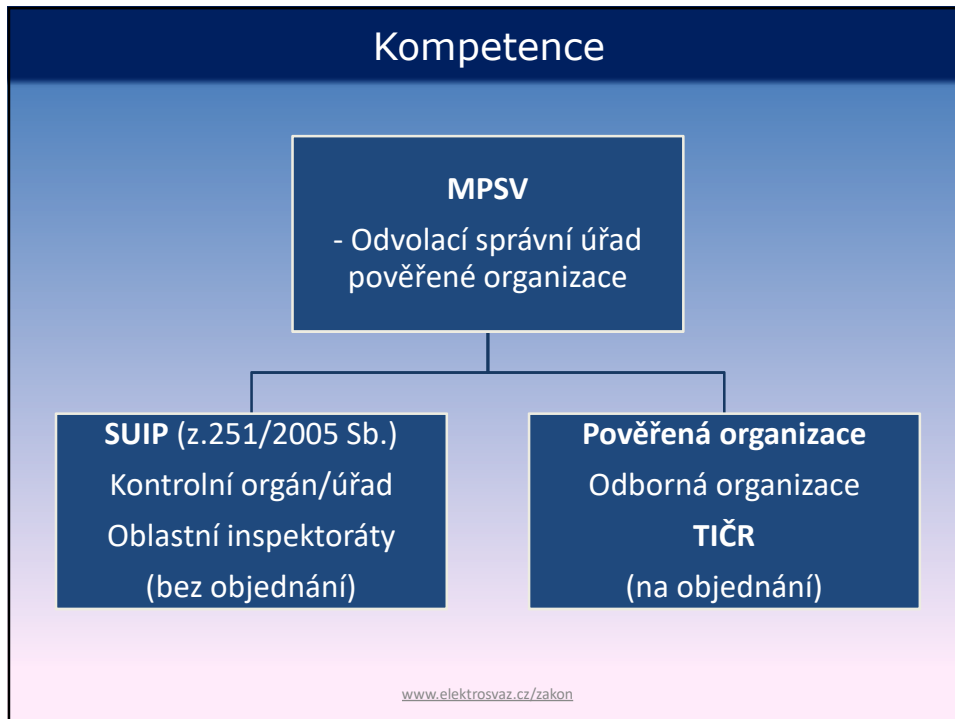 Kompetence
MPSV
- Odvolací správní úřad
pověřené organizace
SUIP (z.251/2005 Sb.)
Kontrolní orgán/úřad
Oblastní inspektoráty
(bez objednání)
Pověřená organizace
Odborná organizace
TIČR
(na objednání)
www.elektrosvaz.cz/zakon